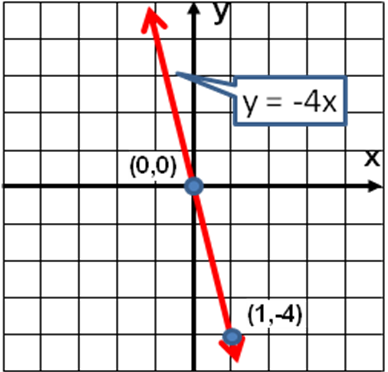 y
y = -4x
x
(0,0)
(1,-4)